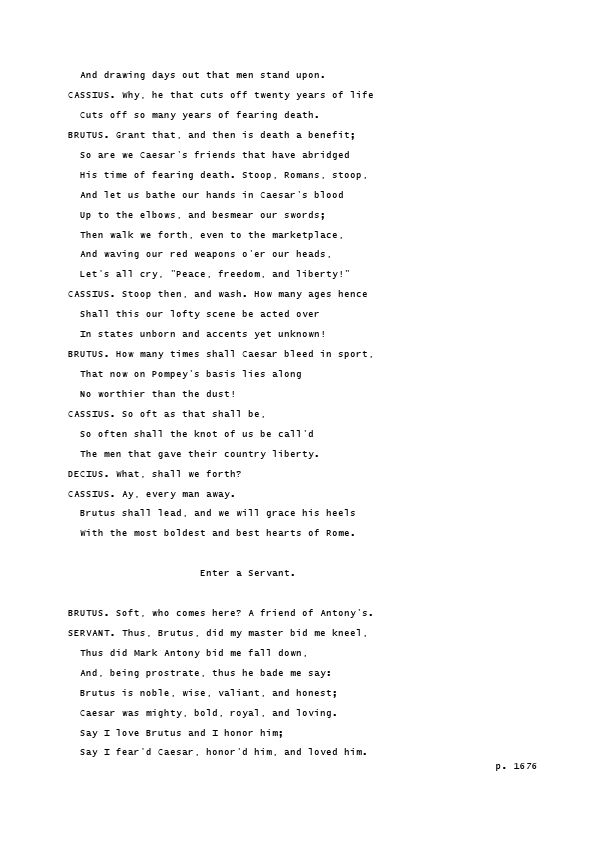 And drawing days out that men stand upon.
CASSIUS. Why, he that cuts off twenty years of life
Cuts off so many years of fearing death.
BRUTUS. Grant that, and then is death a benefit;
So are we Caesar's friends that have abridged
His time of fearing death. Stoop, Romans, stoop,
And let us bathe our hands in Caesar's blood
Up to the elbows, and besmear our swords;
Then walk we forth, even to the marketplace,
And waving our red weapons o'er our heads,
Let's all cry, "Peace, freedom, and liberty!"
CASSIUS. Stoop then, and wash. How many ages hence
Shall this our lofty scene be acted over
In states unborn and accents yet unknown!
BRUTUS. How many times shall Caesar bleed in sport,
That now on Pompey's basis lies along
No worthier than the dust!
CASSIUS. So oft as that shall be,
So often shall the knot of us be call'd
The men that gave their country liberty.
DECIUS. What, shall we forth?
CASSIUS. Ay, every man away.
Brutus shall lead, and we will grace his heels
With the most boldest and best hearts of Rome.
Enter a Servant.
BRUTUS. Soft, who comes here? A friend of Antony's.
SERVANT. Thus, Brutus, did my master bid me kneel,
Thus did Mark Antony bid me fall down,
And, being prostrate, thus he bade me say:
Brutus is noble, wise, valiant, and honest;
Caesar was mighty, bold, royal, and loving.
Say I love Brutus and I honor him;
Say I fear'd Caesar, honor'd him, and loved him.
p. 1676